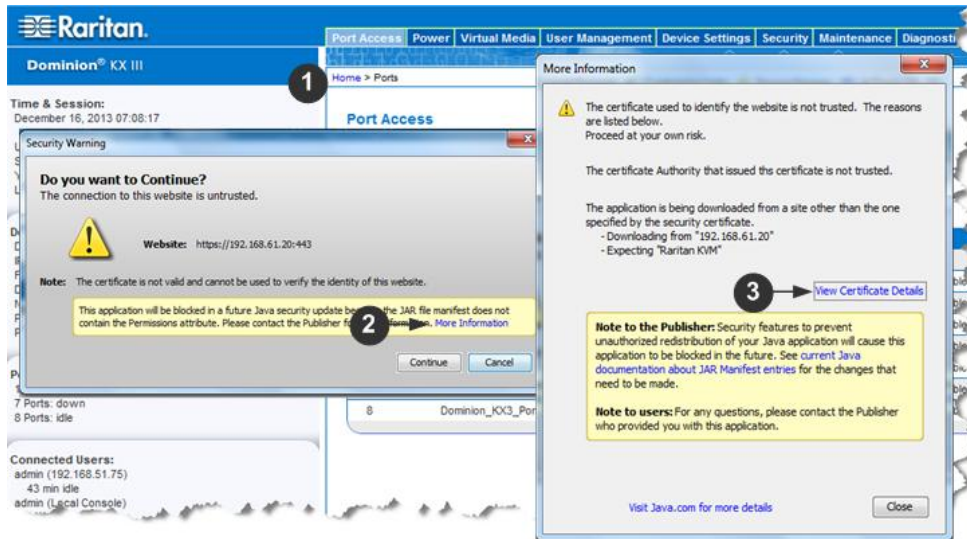 Raritan.
Dominion® KX III
Port Access Power Virtual Media User Management Device Settings Security Maintenance
1
Home > Ports
Time & Session:
December 16, 2013 07:08:17
Port Access
Security Warning
Do you want to Continue?
The connection to this website is untrusted.
Website: https://192.168.61.20:443
Note: The certificate is not valid and cannot be used to verify the identity of this website.
This application will be blocked in a future Java security update the JAR file manifest does not
contain the Permissions attribute. Please contact the Publisher More Information
2
Continue Cancel
7 Ports: down
8 Ports: idle
8 Dominion_KX3_Por
Connected Users:
admin (192.168.51.75)
43 min idle
admin (Local Console)
More Information
The certificate used to identify the website is not trusted. The reasons
are listed below.
Proceed at your own risk.
The certificate Authority that issued ths certificate is not trusted.
The application is being downloaded from a site other than the one
specified by the security certificate.
- Downloading from "192.168.61.20"
- Expecting "Raritan KVM"
3
View Certificate Details
Note to the Publisher: Security features to prevent
unauthorized redistribution of your Java application will cause this
application to be blocked in the future. See current Java
documentation about JAR Manifest entries for the changes that
need to be made.
Note to users: For any questions, please contact the Publisher
who provided you with this application.
Visit Java.com for more details
Close